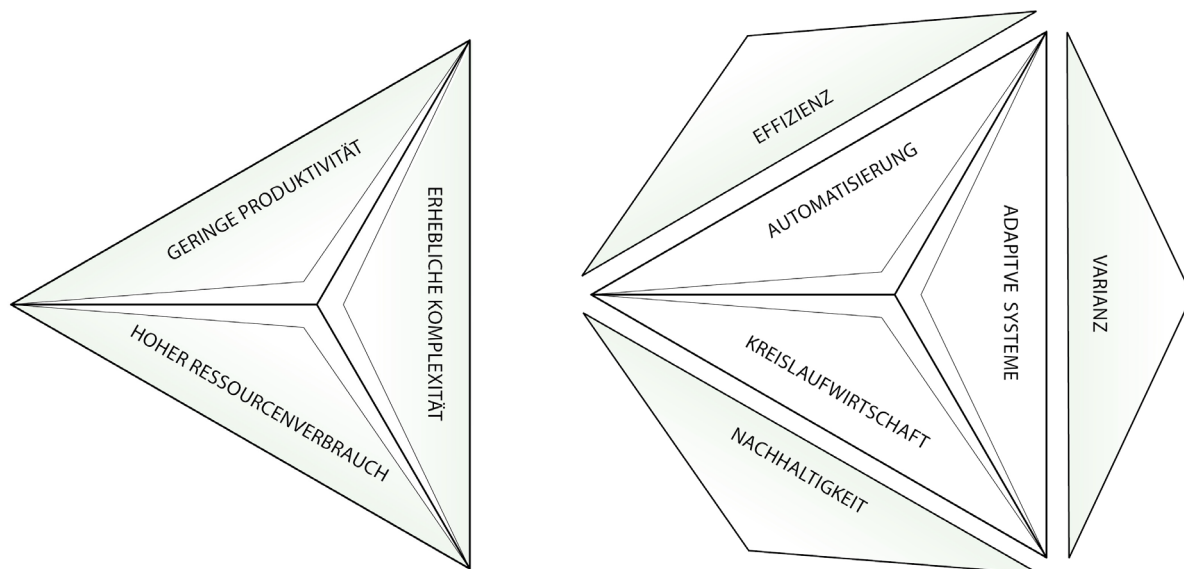 GERINGE PRODUKTIVITÄT
ERHEBLICHE KOMPLEXITÄT
HOHER RESSOURCENVERBRAUCH
EFFIZIENZ
AUTOMATISIERUNG
ADAPITVE SYSTEME
VARIANZ
KREISLAUFWIRTSCHAFT
NACHHALTIGKEIT